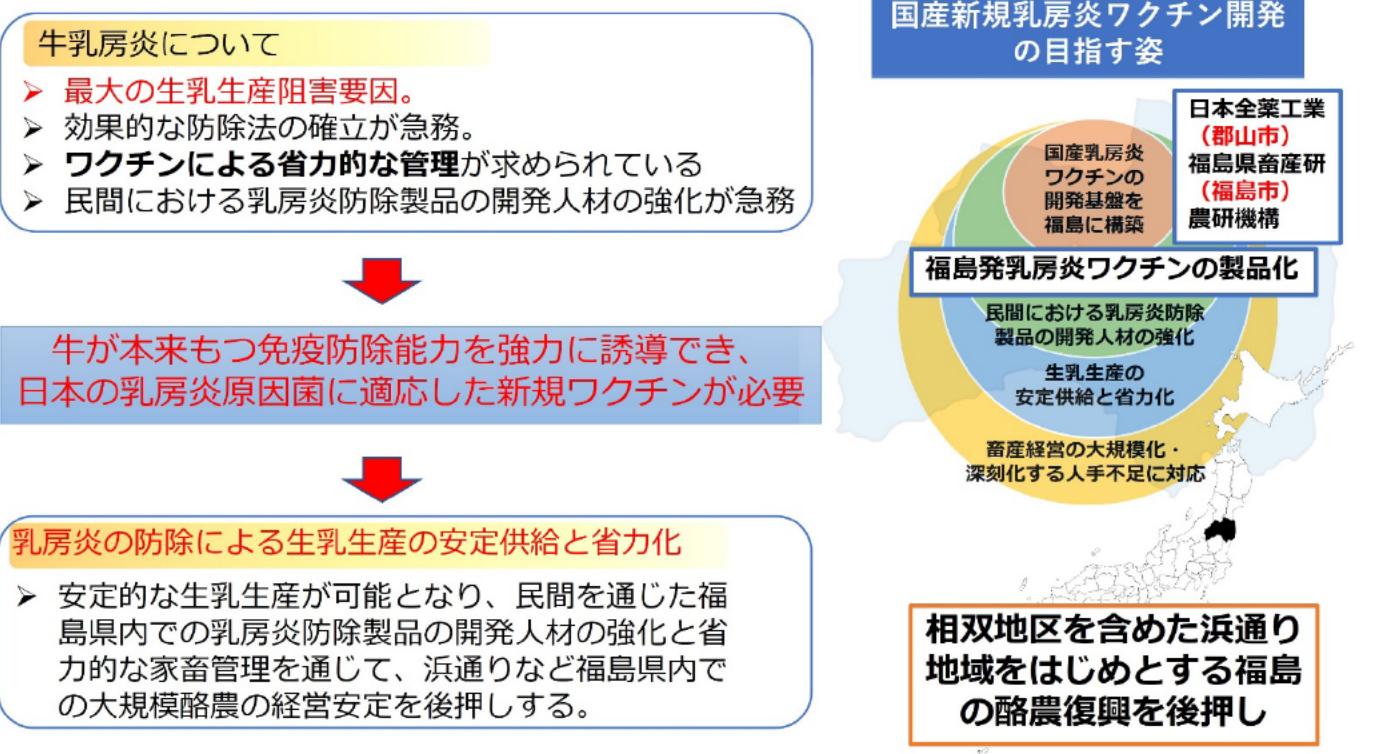 牛乳房炎について
➢ 最大の生乳生産阻害要因。
➢ 効果的な防除法の確立が急務。
➢ ワクチンによる省力的な管理が求められている
➢ 民間における乳房炎防除製品の開発人材の強化が急務
牛が本来もつ免疫防除能力を強力に誘導でき、
日本の乳房炎原因菌に適応した新規ワクチンが必要
乳房炎の防除による生乳生産の安定供給と省力化
➢ 安定的な生乳生産が可能となり、民間を通じた福
島県内での乳房炎防除製品の開発人材の強化と省
力的な家畜管理を通じて、浜通りなど福島県内で
の大規模酪農の経営安定を後押しする。
国産新規乳房炎ワクチン開発
の目指す姿
日本全薬工業
（郡山市）
福島県畜産研
（福島市）
農研機構
国産乳房炎
ワクチンの
開発基盤を
福島に構築
福島発乳房炎ワクチンの製品化
民間における乳房炎防除
製品の開発人材の強化
生乳生産の
安定供給と省力化
畜産経営の大規模化・
深刻化する人手不足に対応
相双地区を含めた浜通り
地域をはじめとする福島
の酪農復興を後押し